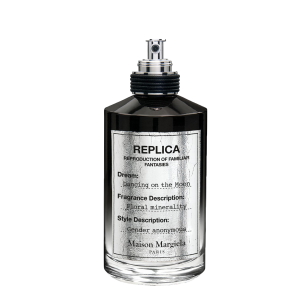 REPLICA
REPRODUCTION OF FAMILIAR
FANTASIES
Dream:
Dancing on the Moon
Fragrance Description:
Floral minerality
Style Description:
Gender anonymous
Maison Margiela
PARIS